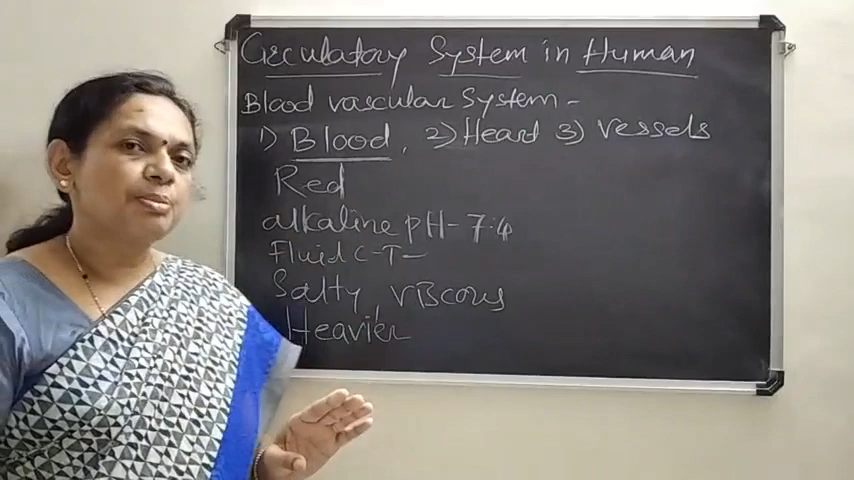 Circulatory System in Human
Blood vascular System -
1) Blood, 2) Heart 3) vessels
Red
alkaline pH - 7.4
Fluid C-T-
Salty viscous
Heavier